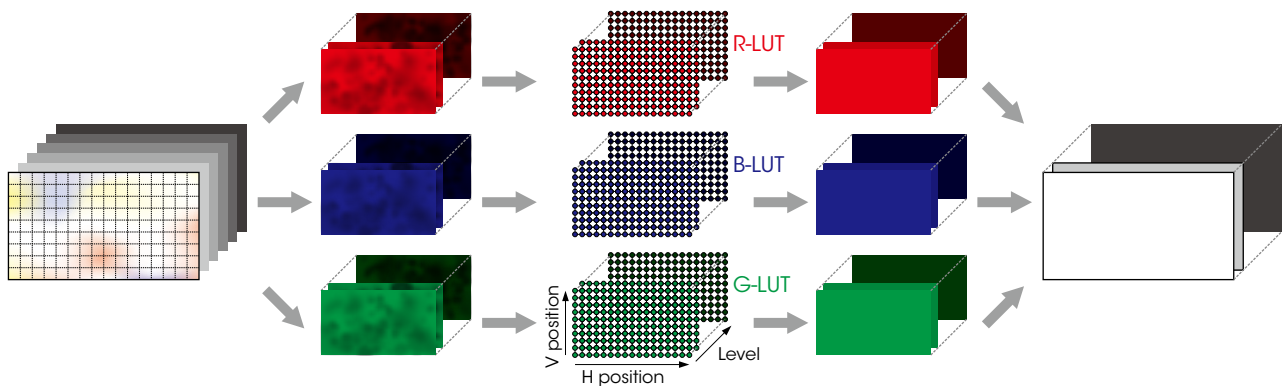 R-LUT
B-LUT
G-LUT
V position
Level
H position